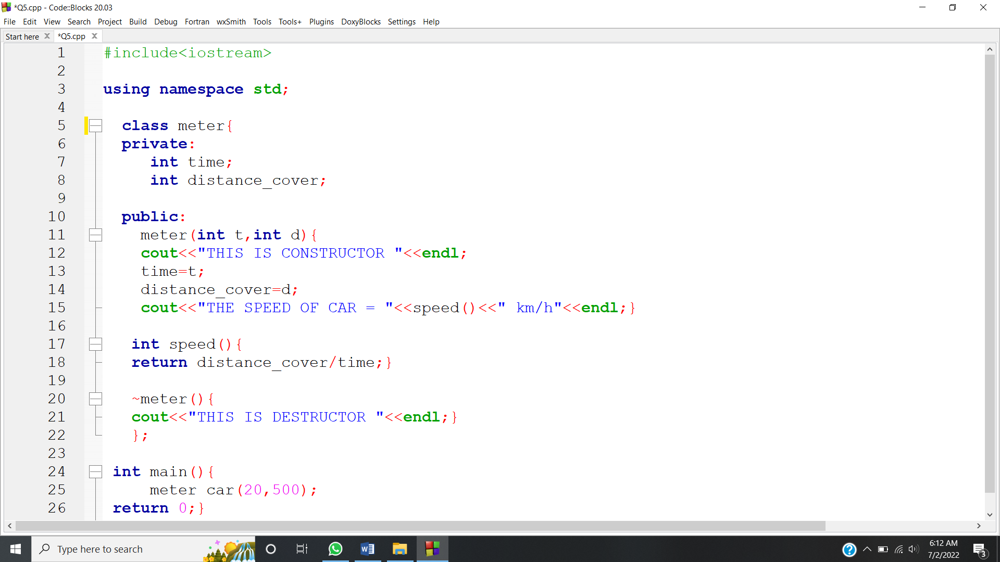 *Q5.cpp - Code::Blocks 20.03
File Edit View Search Project Build Debug Fortran wxSmith Tools Tools+ Plugins DoxyBlocks Settings Help
Start here *Q5.cpp
1 #include<iostream>
2
3 using namespace std;
4
5 class meter{
6 private:
7 int time;
8 int distance_cover;
9
10 public:
11 meter(int t,int d){
12 cout<<"THIS IS CONSTRUCTOR "<<endl;
13 time=t;
14 distance_cover=d;
15 cout<<"THE SPEED OF CAR = "<<speed()<<" km/h"<<endl;}
16
17 int speed(){
18 return distance_cover/time;}
19
20 ~meter(){
21 cout<<"THIS IS DESTRUCTOR "<<endl;}
22 };
23
24 int main(){
25 meter car(20,500);
26 return 0;}
Type here to search
6:12 AM
7/2/2022
3